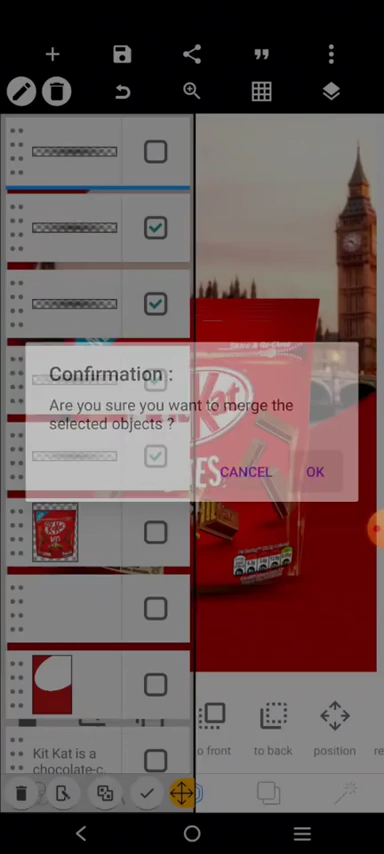 Confirmation :
Are you sure you want to merge the
selected objects ?
CANCEL
OK
KitKat
to back
position
Kit Kat is a
chocolate-c